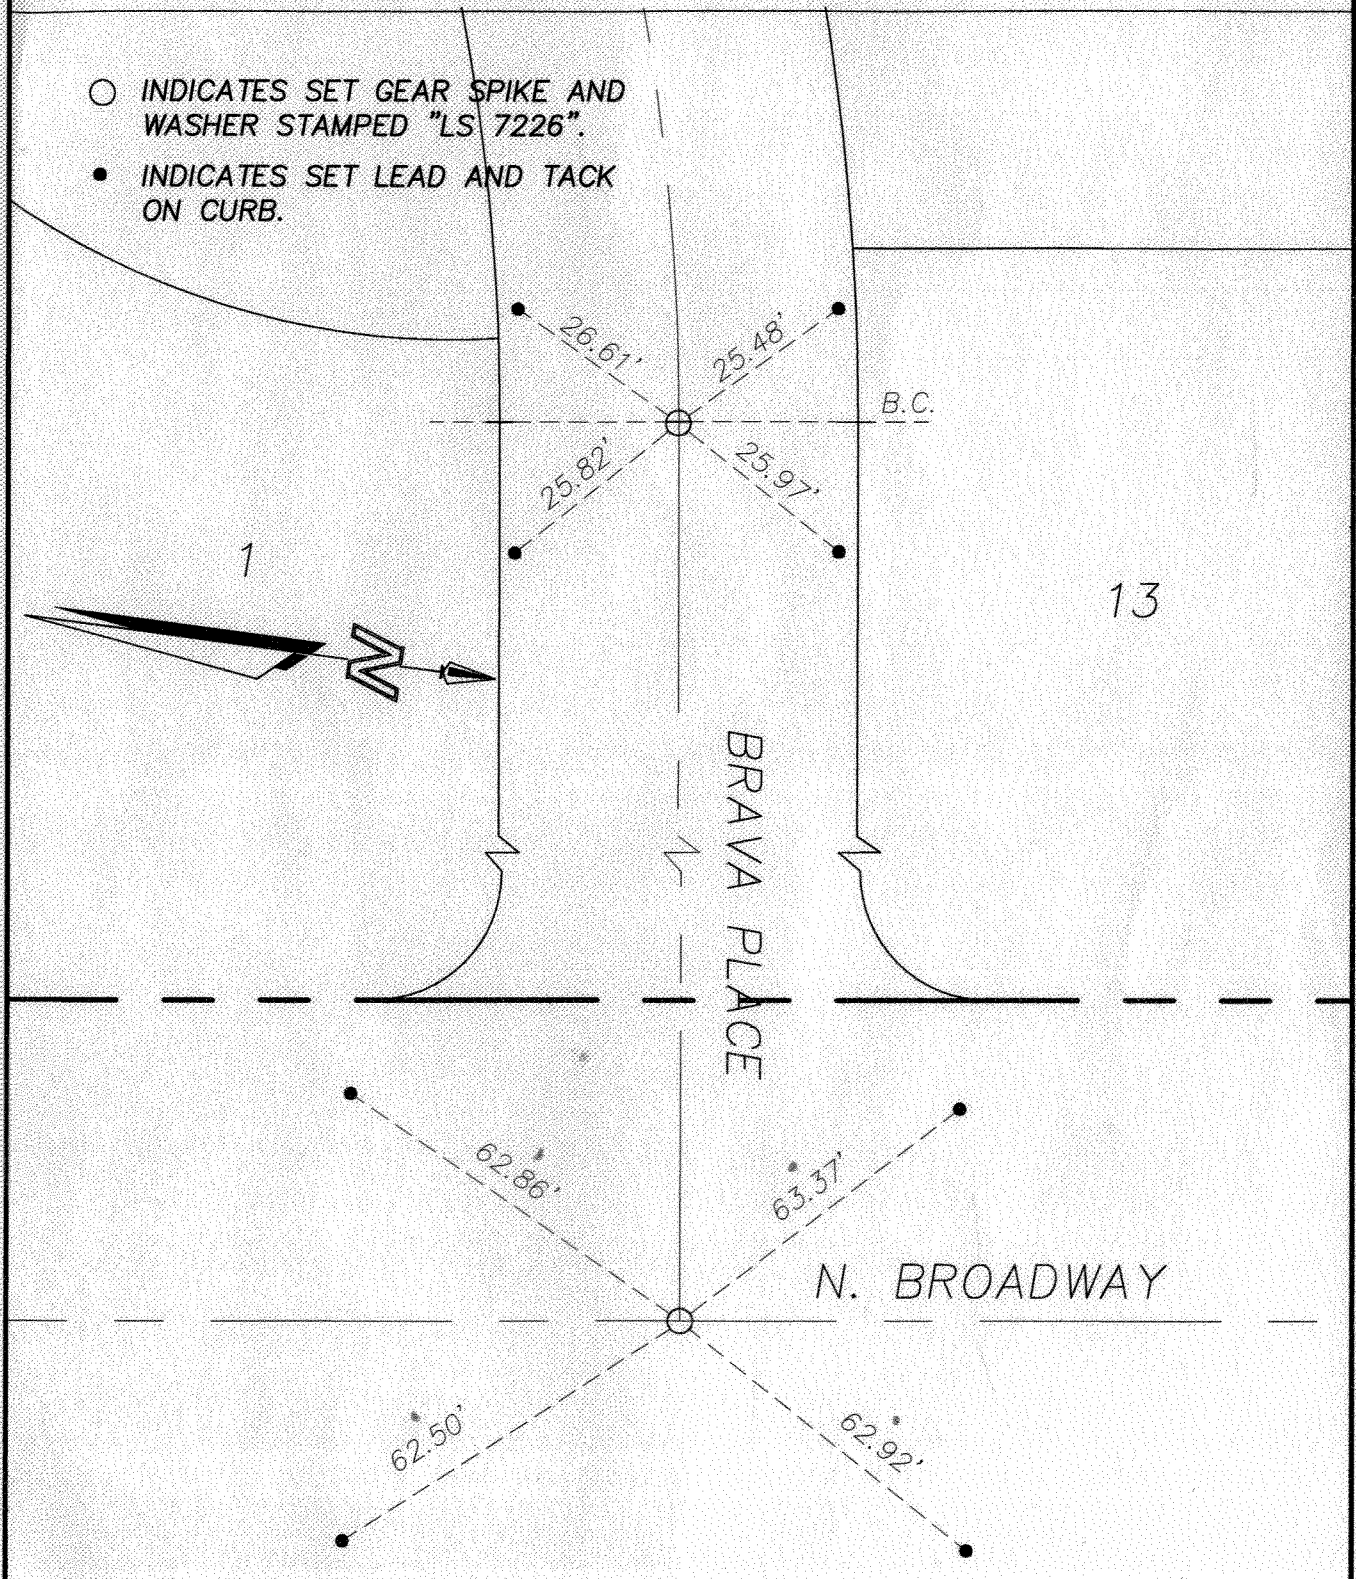 INDICATES SET GEAR SPIKE AND
WASHER STAMPED "LS 7226".
INDICATES SET LEAD AND TACK
ON CURB.
26.61'
25.48'
B.C.
25.82'
25.97'
1
13
N
BRAVA PLACE
62.86'
63.37'
N. BROADWAY
62.50'
62.92'